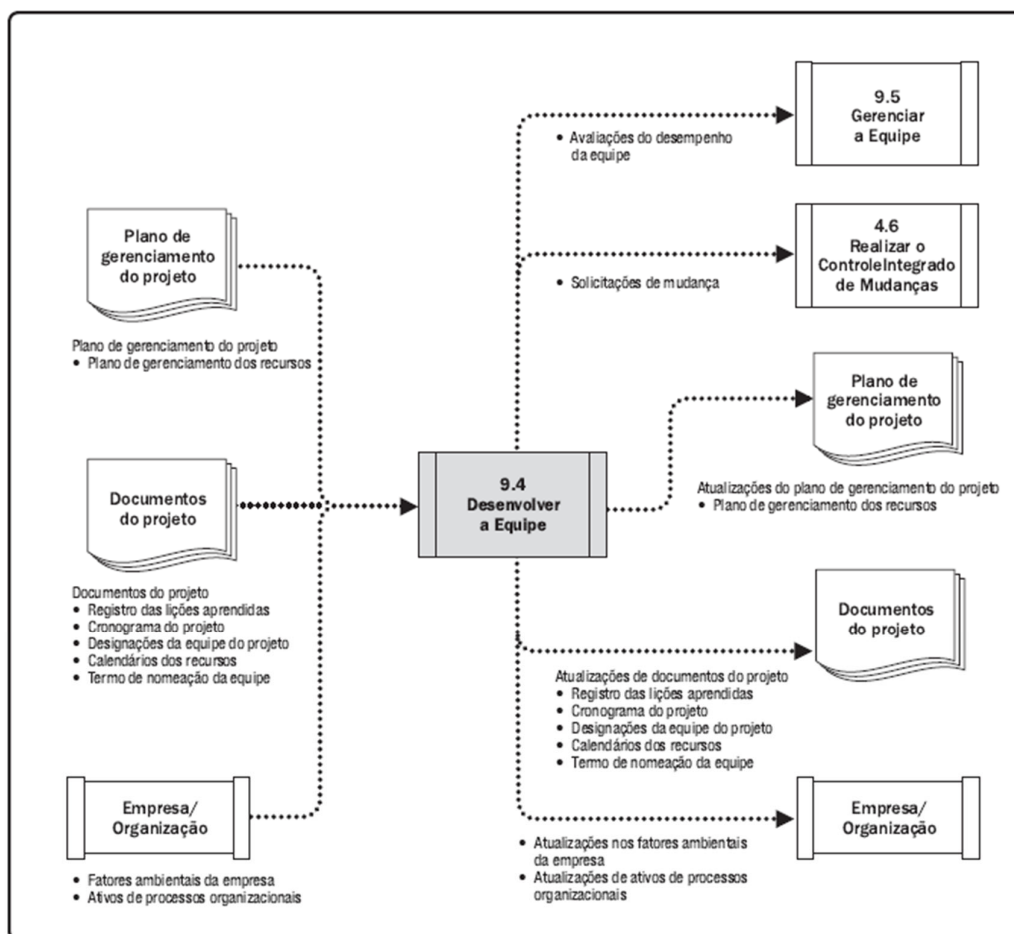 Plano de
gerenciamento
do projeto
Plano de gerenciamento do projeto
• Plano de gerenciamento dos recursos
Documentos
do projeto
Documentos do projeto
• Registro das lições aprendidas
• Cronograma do projeto
• Designações da equipe do projeto
• Calendários dos recursos
• Termo de nomeação da equipe
Empresa/
Organização
• Fatores ambientais da empresa
• Ativos de processos organizacionais
9.4
Desenvolver
a Equipe
• Avaliações do desempenho
da equipe
9.5
Gerenciar
a Equipe
• Solicitações de mudança
4.6
Realizar o
ControleIntegrado
de Mudanças
Plano de
gerenciamento
do projeto
Atualizações do plano de gerenciamento do projeto
• Plano de gerenciamento dos recursos
Documentos
do projeto
Atualizações de documentos do projeto
• Registro das lições aprendidas
• Cronograma do projeto
• Designações da equipe do projeto
• Calendários dos recursos
• Termo de nomeação da equipe
Empresa/
Organização
• Atualizações nos fatores ambientais
da empresa
• Atualizações de ativos de processos
organizacionais